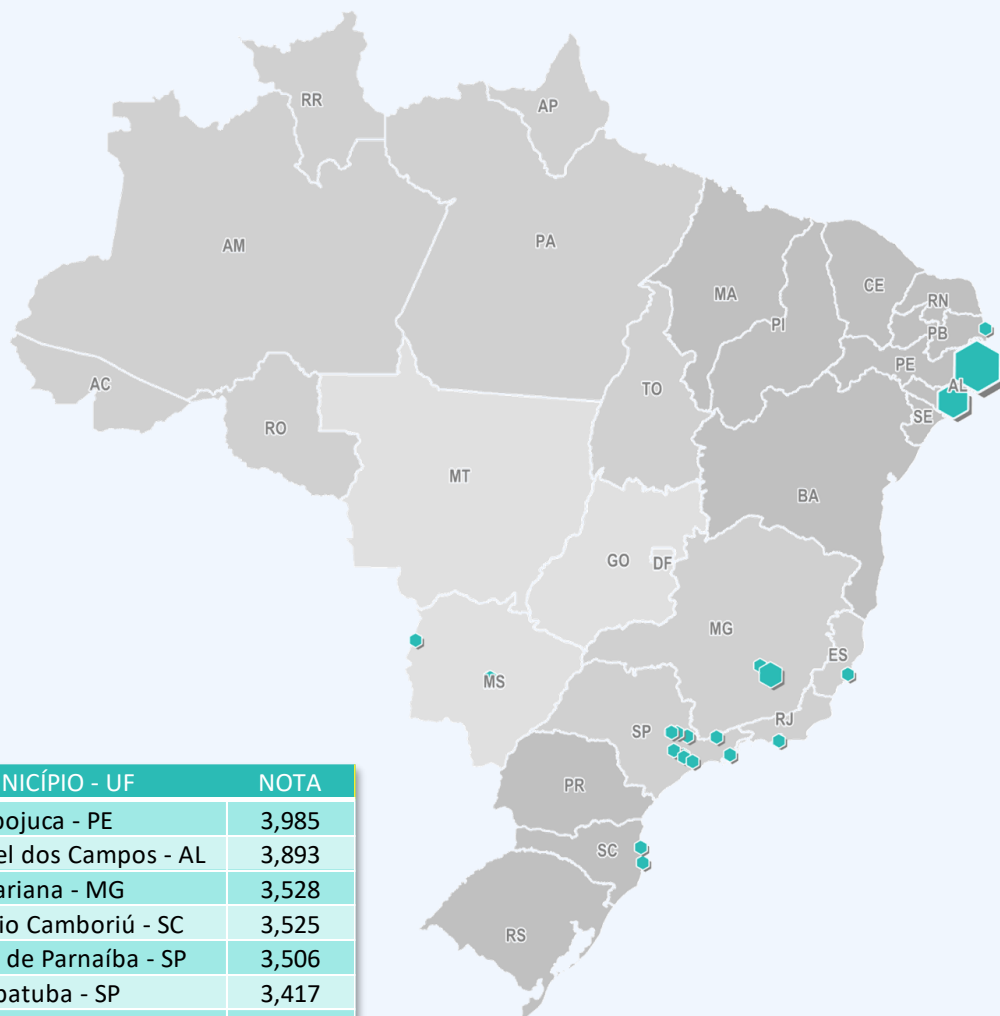 RR
AP
AM
PA
MA
CE
RN
PI
PB
PE
AC
TO
AL
SE
RO
MT
BA
GO
DF
MG
ES
MS
RJ
SP
PR
SC
RS
NICÍPIO - UF NOTA
ojuca - PE 3,985
el dos Campos - AL 3,893
ariana - MG 3,528
io Camboriú - SC 3,525
de Parnaíba - SP 3,506
batuba - SP 3,417